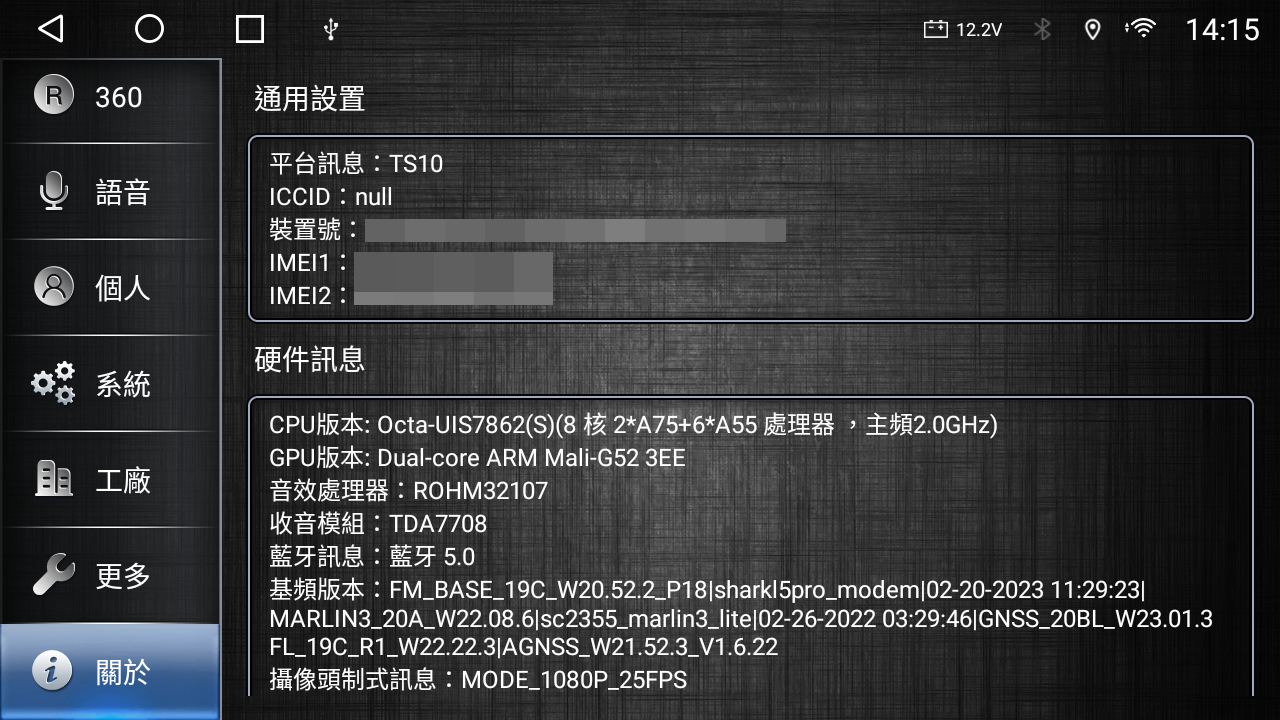 12.2V
14:15
360
語音
個人
系統
工廠
更多
關於
通用設置
平台訊息：TS10
ICCID：null
裝置號：
IMEI1：
IMEI2：
硬件訊息
CPU版本: Octa-UIS7862(S)(8 核 2*A75+6*A55 處理器 ，主頻2.0GHz)
GPU版本: Dual-core ARM Mali-G52 3EE
音效處理器：ROHM32107
收音模組：TDA7708
藍牙訊息：藍牙 5.0
基頻版本：FM_BASE_19C_W20.52.2_P18|sharkl5pro_modem|02-20-2023 11:29:23|
MARLIN3_20A_W22.08.6|sc2355_marlin3_lite|02-26-2022 03:29:46|GNSS_20BL_W23.01.3
FL_19C_R1_W22.22.3|AGNSS_W21.52.3_V1.6.22
攝像頭制式訊息：MODE_1080P_25FPS